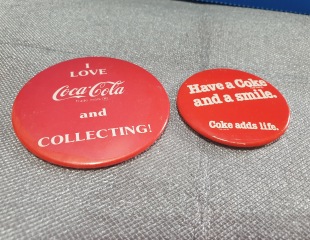 I
LOVE
Coca-Cola
and
COLLECTING!
Have a Coke
and a smile.
Coke adds life.